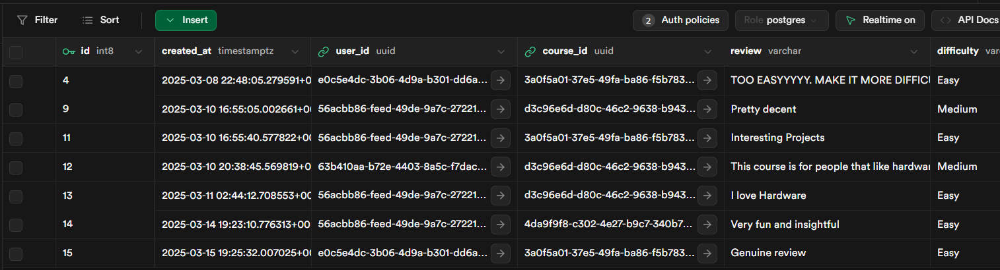 Filter Sort Insert 2 Auth policies Role postgres Realtime on API Docs
id int8 created_at timestamptz user_id uuid course_id uuid review varchar difficulty var
4 2025-03-08 22:48:05.279591+0 e0c5e4dc-3b06-4d9a-b301-dd6a... 3a0f5a01-37e5-49fa-ba86-f5b783... TOO EASYYYYY. MAKE IT MORE DIFFICU Easy
9 2025-03-10 16:55:05.002661+00 56acbb86-feed-49de-9a7c-27221... d3c96e6d-d80c-46c2-9638-b943... Pretty decent Medium
11 2025-03-10 16:55:40.577822+00 56acbb86-feed-49de-9a7c-27221... 3a0f5a01-37e5-49fa-ba86-f5b783... Interesting Projects Easy
12 2025-03-10 20:38:45.569819+0 63b410aa-b72e-4403-8a5c-f7dac... d3c96e6d-d80c-46c2-9638-b943... This course is for people that like hardwar Medium
13 2025-03-11 02:44:12.708553+00 56acbb86-feed-49de-9a7c-27221... d3c96e6d-d80c-46c2-9638-b943... I love Hardware Easy
14 2025-03-14 19:23:10.776313+00 56acbb86-feed-49de-9a7c-27221... 4da9f9f8-c302-4e27-b9c7-340b7... Very fun and insightful Easy
15 2025-03-15 19:25:32.007025+00 e0c5e4dc-3b06-4d9a-b301-dd6a... 3a0f5a01-37e5-49fa-ba86-f5b783... Genuine review Easy